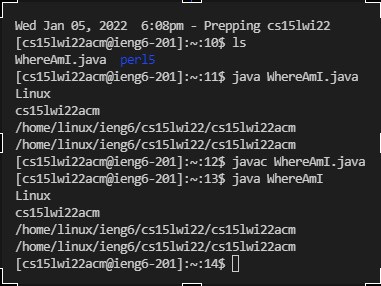 Wed Jan 05, 2022  6:08pm - Prepping cs15lwi22
[cs15lwi22acm@ieng6-201]:~:10$ ls
WhereAmI.java  perl5
[cs15lwi22acm@ieng6-201]:~:11$ java WhereAmI.java
Linux
cs15lwi22acm
/home/linux/ieng6/cs15lwi22/cs15lwi22acm
/home/linux/ieng6/cs15lwi22/cs15lwi22acm
[cs15lwi22acm@ieng6-201]:~:12$ javac WhereAmI.java
[cs15lwi22acm@ieng6-201]:~:13$ java WhereAmI
Linux
cs15lwi22acm
/home/linux/ieng6/cs15lwi22/cs15lwi22acm
/home/linux/ieng6/cs15lwi22/cs15lwi22acm
[cs15lwi22acm@ieng6-201]:~:14$